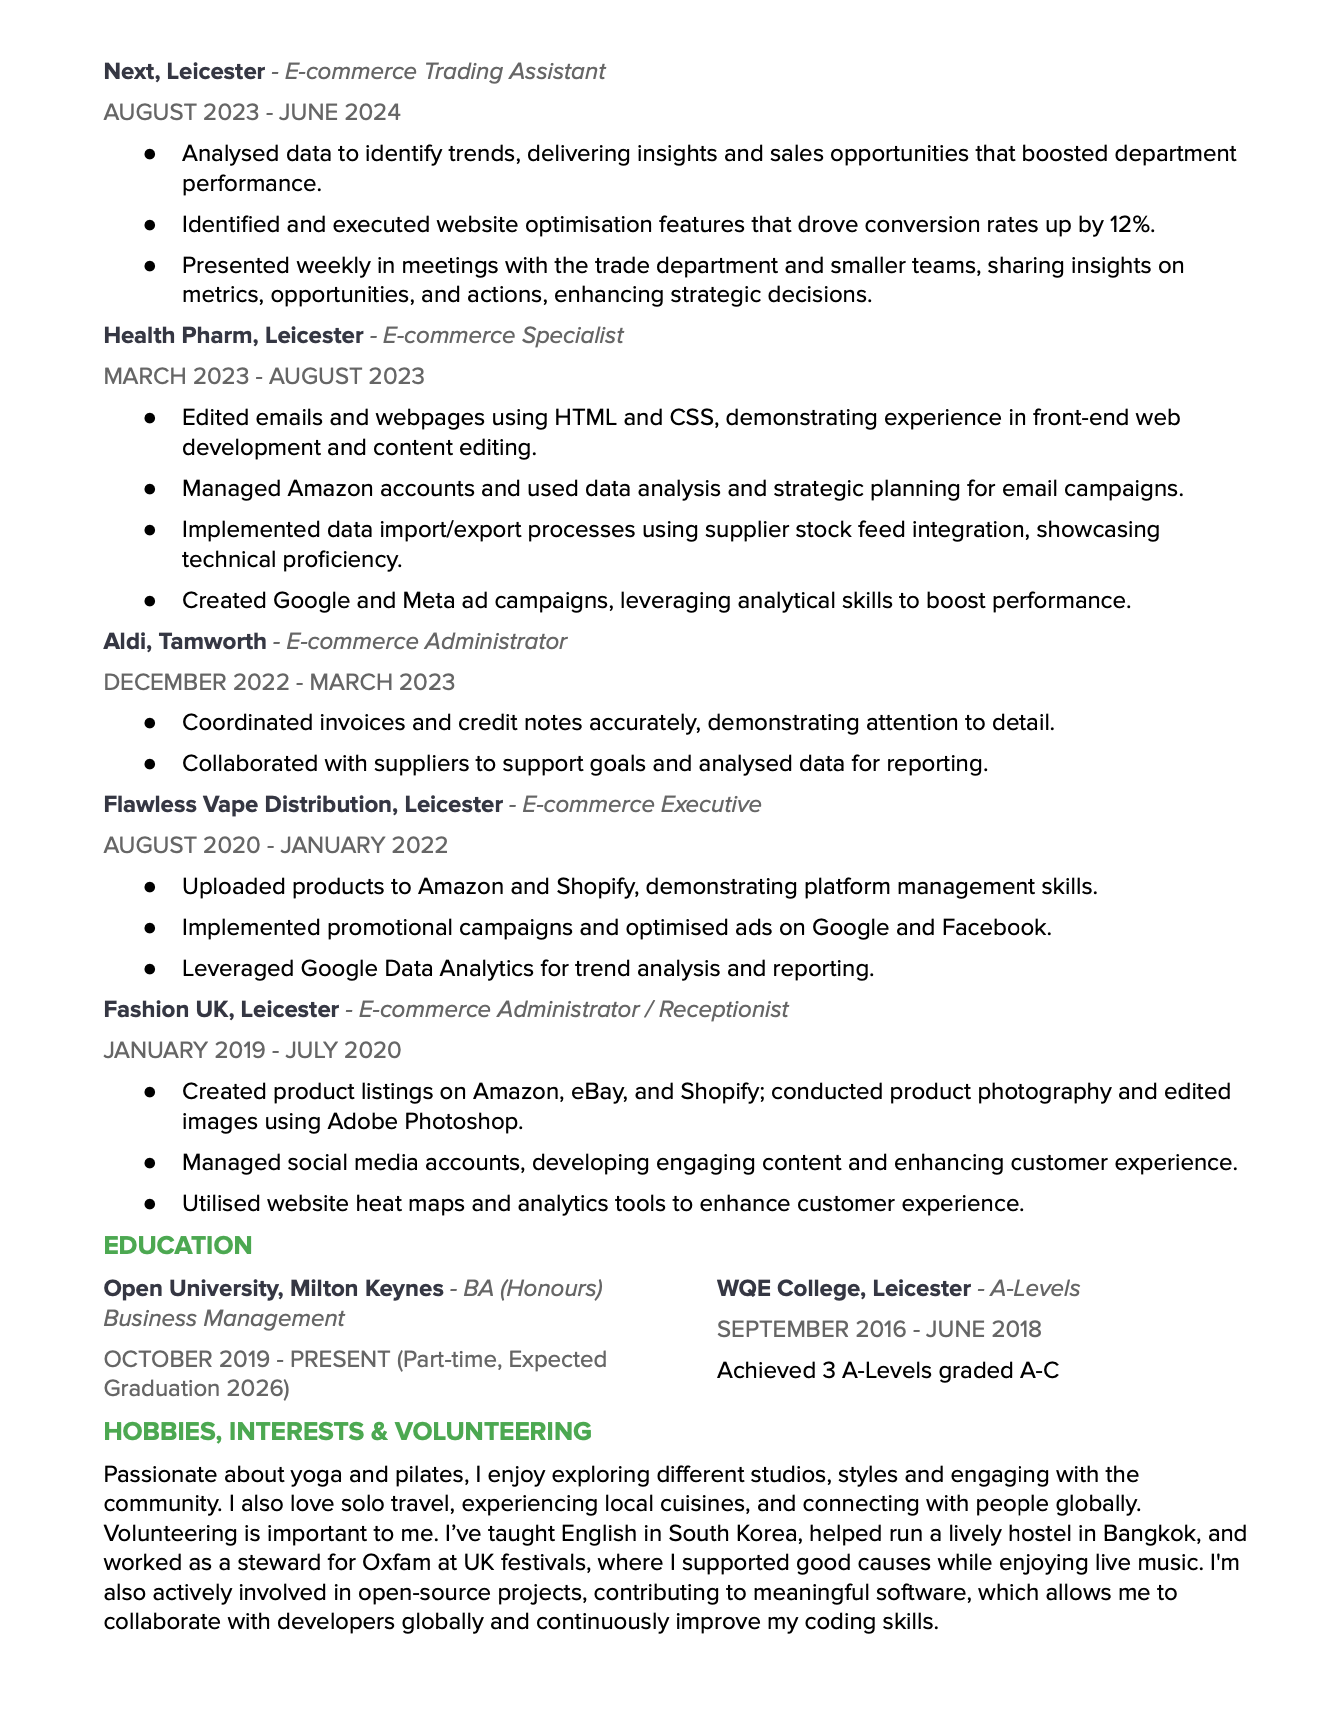 Next, Leicester - E-commerce Trading Assistant
AUGUST 2023 - JUNE 2024
● Analysed data to identify trends, delivering insights and sales opportunities that boosted department
performance.
● Identified and executed website optimisation features that drove conversion rates up by 12%.
● Presented weekly in meetings with the trade department and smaller teams, sharing insights on
metrics, opportunities, and actions, enhancing strategic decisions.
Health Pharm, Leicester - E-commerce Specialist
MARCH 2023 - AUGUST 2023
● Edited emails and webpages using HTML and CSS, demonstrating experience in front-end web
development and content editing.
● Managed Amazon accounts and used data analysis and strategic planning for email campaigns.
● Implemented data import/export processes using supplier stock feed integration, showcasing
technical proficiency.
● Created Google and Meta ad campaigns, leveraging analytical skills to boost performance.
Aldi, Tamworth - E-commerce Administrator
DECEMBER 2022 - MARCH 2023
● Coordinated invoices and credit notes accurately, demonstrating attention to detail.
● Collaborated with suppliers to support goals and analysed data for reporting.
Flawless Vape Distribution, Leicester - E-commerce Executive
AUGUST 2020 - JANUARY 2022
● Uploaded products to Amazon and Shopify, demonstrating platform management skills.
● Implemented promotional campaigns and optimised ads on Google and Facebook.
● Leveraged Google Data Analytics for trend analysis and reporting.
Fashion UK, Leicester - E-commerce Administrator / Receptionist
JANUARY 2019 - JULY 2020
● Created product listings on Amazon, eBay, and Shopify; conducted product photography and edited
images using Adobe Photoshop.
● Managed social media accounts, developing engaging content and enhancing customer experience.
● Utilised website heat maps and analytics tools to enhance customer experience.
EDUCATION
Open University, Milton Keynes - BA (Honours)
Business Management
OCTOBER 2019 - PRESENT (Part-time, Expected
Graduation 2026)
WQE College, Leicester - A-Levels
SEPTEMBER 2016 - JUNE 2018
Achieved 3 A-Levels graded A-C
HOBBIES, INTERESTS & VOLUNTEERING
Passionate about yoga and pilates, I enjoy exploring different studios, styles and engaging with the
community. I also love solo travel, experiencing local cuisines, and connecting with people globally.
Volunteering is important to me. I’ve taught English in South Korea, helped run a lively hostel in Bangkok, and
worked as a steward for Oxfam at UK festivals, where I supported good causes while enjoying live music. I'm
also actively involved in open-source projects, contributing to meaningful software, which allows me to
collaborate with developers globally and continuously improve my coding skills.